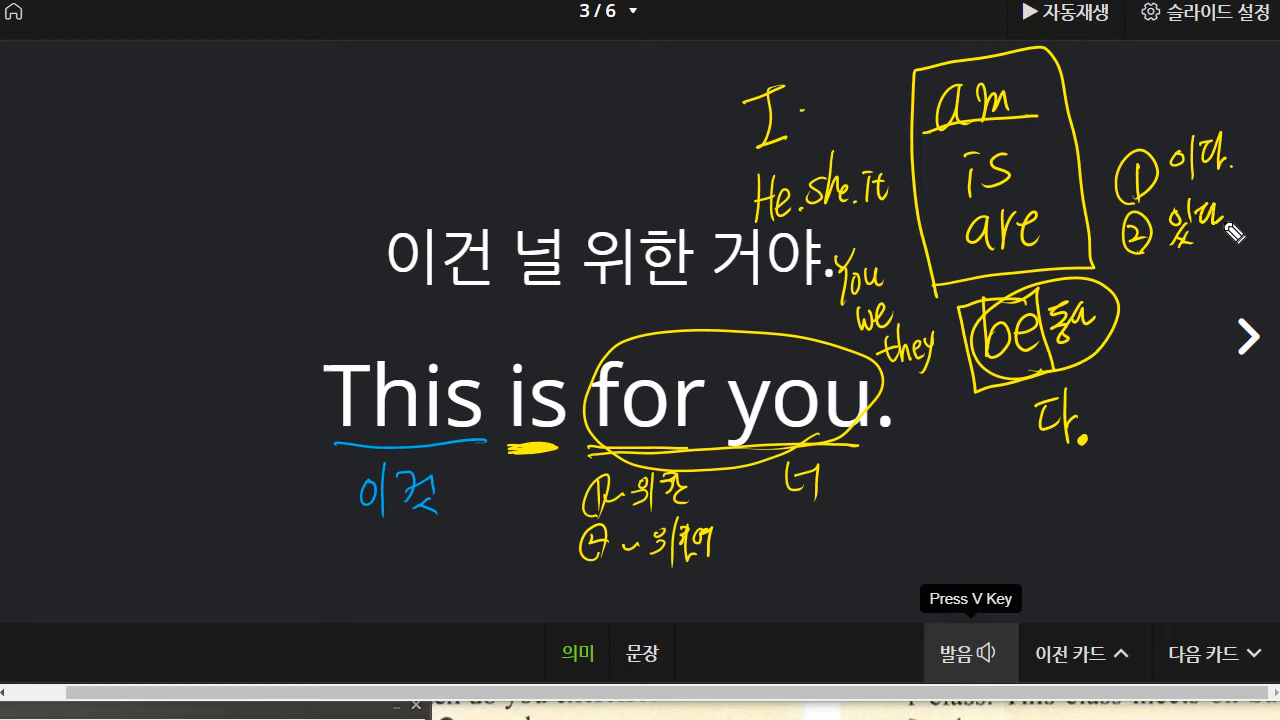 3 / 6
자동재생
슬라이드 설정
I
am
He. she. it
is
are
① 이다.
② 있다
이건 널 위한 거야.
You
we
they
be동사
다.
This is for you.
이것
너
① ~위한
② ~위하여
Press V Key
의미
문장
발음
이전 카드
다음 카드